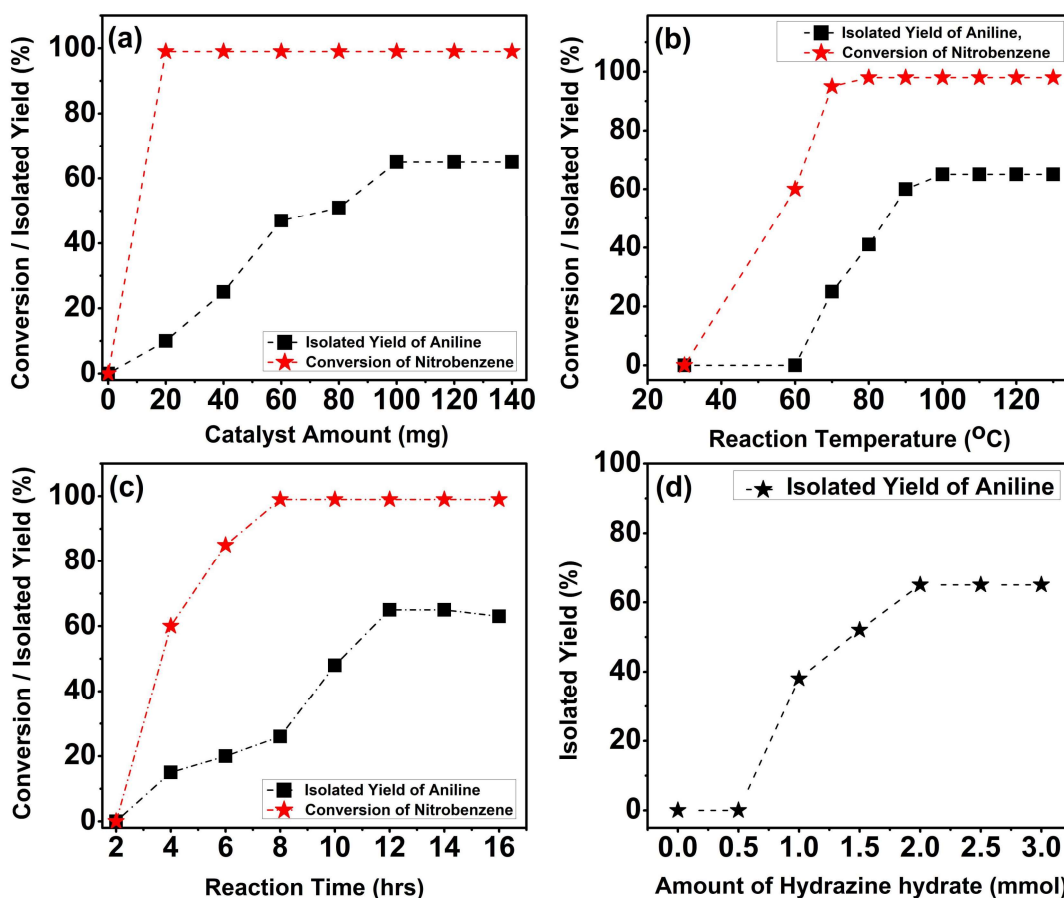 (a)
Conversion / Isolated Yield (%)
100
80
60
40
20
0
Isolated Yield of Aniline
Conversion of Nitrobenzene
0 20 40 60 80 100 120 140
Catalyst Amount (mg)
(b)
Conversion / Isolated Yield (%)
100
80
60
40
20
0
Isolated Yield of Aniline,
Conversion of Nitrobenzene
20 40 60 80 100 120
Reaction Temperature (OC)
(c)
Conversion / Isolated Yield (%)
100
80
60
40
20
0
Isolated Yield of Aniline
Conversion of Nitrobenzene
2 4 6 8 10 12 14 16
Reaction Time (hrs)
(d)
Isolated Yield (%)
100
80
60
40
20
0
Isolated Yield of Aniline
0.0 0.5 1.0 1.5 2.0 2.5 3.0
Amount of Hydrazine hydrate (mmol)